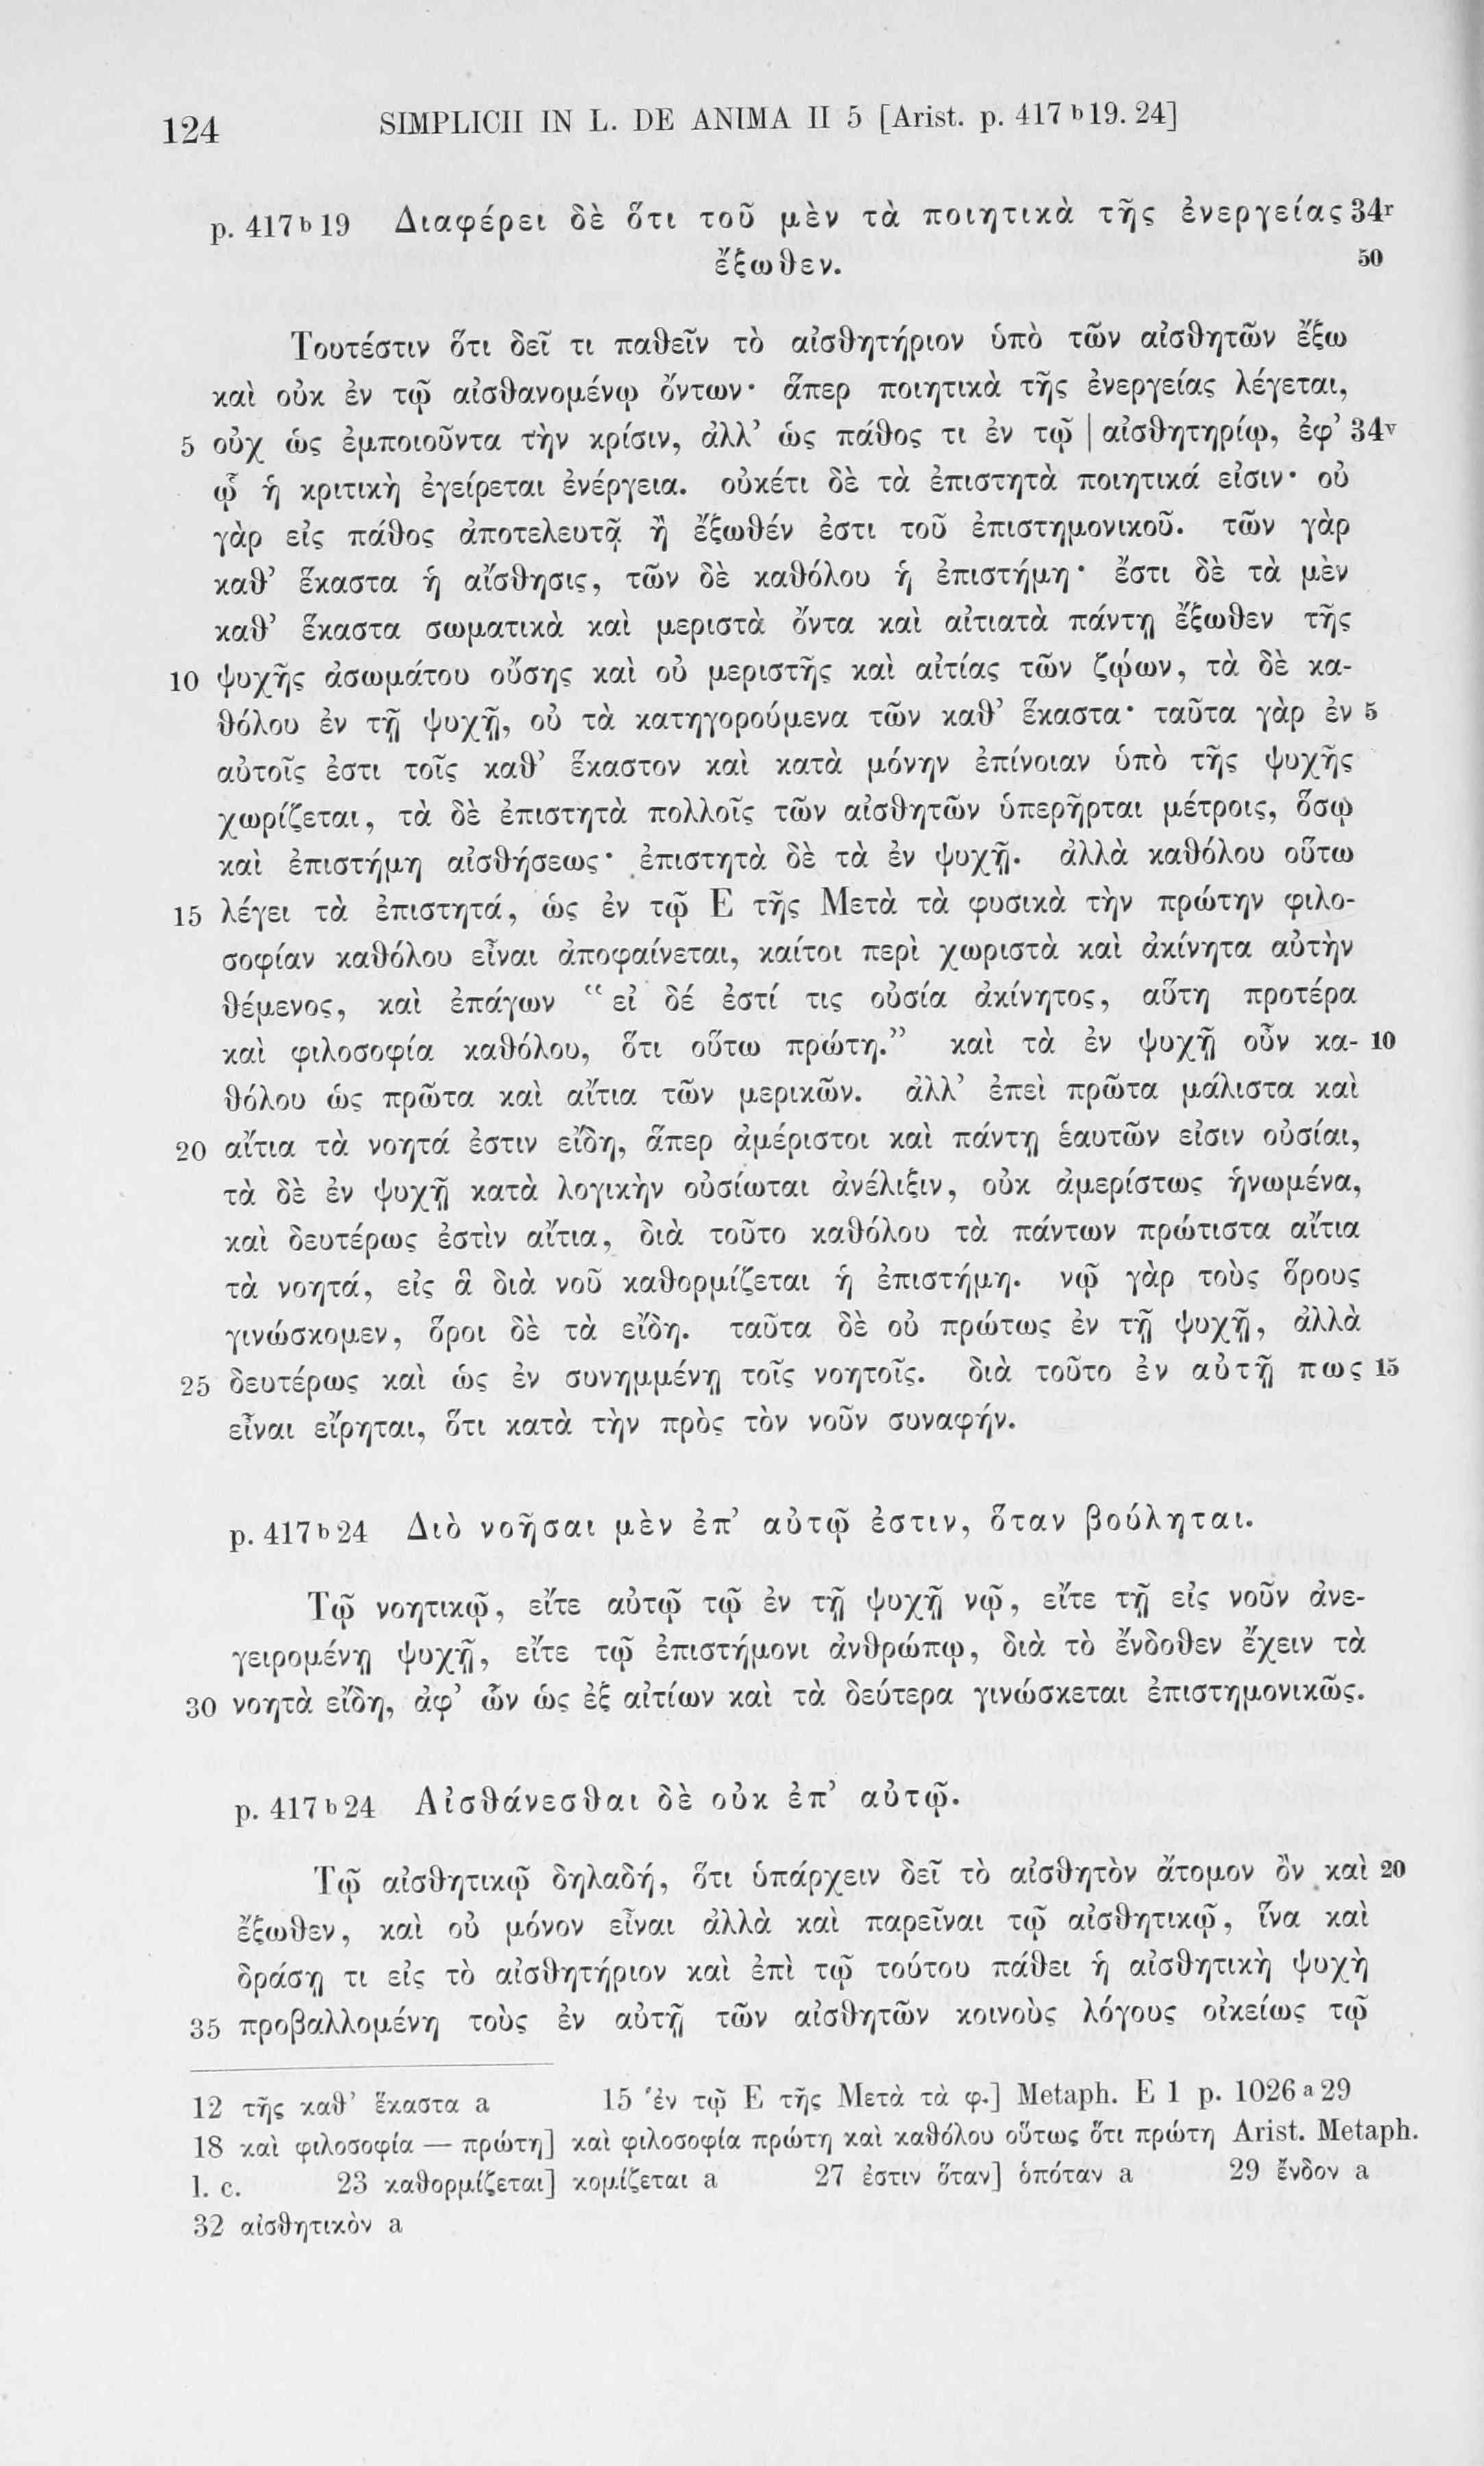 124 SIMPLICII IN L. DE ANIMA II 5 [Arist. p. 417 b 19. 24]
p. 417 b 19 Διαφέρει δὲ ὅτι τοῦ μὲν τὰ ποιητικὰ τῆς ἐνεργείας 34r
ἔξωθεν. 50
Τουτέστιν ὅτι δεῖ τι παθεῖν τὸ αἰσθητήριον ὑπὸ τῶν αἰσθητῶν ἔξω
καὶ οὐκ ἐν τῷ αἰσθανομένῳ ὄντων· ἅπερ ποιητικὰ τῆς ἐνεργείας λέγεται,
5 οὐχ ὡς ἐμποιοῦντα τὴν κρίσιν, ἀλλ’ ὡς πάθος τι ἐν τῷ | αἰσθητηρίῳ, ἐφ’ 34v
ᾧ ἡ κριτικὴ ἐγείρεται ἐνέργεια. οὐκέτι δὲ τὰ ἐπιστητὰ ποιητικά εἰσιν· οὐ
γὰρ εἰς πάθος ἀποτελευτᾷ ἢ ἔξωθέν ἐστι τοῦ ἐπιστημονικοῦ. τῶν γὰρ
καθ’ ἕκαστα ἡ αἴσθησις, τῶν δὲ καθόλου ἡ ἐπιστήμη· ἔστι δὲ τὰ μὲν
καθ’ ἕκαστα σωματικὰ καὶ μεριστὰ ὄντα καὶ αἰτιατὰ πάντη ἔξωθεν τῆς
10 ψυχῆς ἀσωμάτου οὔσης καὶ οὐ μεριστῆς καὶ αἰτίας τῶν ζῴων, τὰ δὲ κα-
θόλου ἐν τῇ ψυχῇ, οὐ τὰ κατηγορούμενα τῶν καθ’ ἕκαστα· ταῦτα γὰρ ἐν 5
αὐτοῖς ἐστι τοῖς καθ’ ἕκαστον καὶ κατὰ μόνην ἐπίνοιαν ὑπὸ τῆς ψυχῆς
χωρίζεται, τὰ δὲ ἐπιστητὰ πολλοῖς τῶν αἰσθητῶν ὑπερῆρται μέτροις, ὅσῳ
καὶ ἐπιστήμη αἰσθήσεως· ἐπιστητὰ δὲ τὰ ἐν ψυχῇ. ἀλλὰ καθόλου οὕτω
15 λέγει τὰ ἐπιστητά, ὡς ἐν τῷ Ε τῆς Μετὰ τὰ φυσικὰ τὴν πρώτην φιλο-
σοφίαν καθόλου εἶναι ἀποφαίνεται, καίτοι περὶ χωριστὰ καὶ ἀκίνητα αὐτὴν
θέμενος, καὶ ἐπάγων “εἰ δέ ἐστί τις οὐσία ἀκίνητος, αὕτη προτέρα
καὶ φιλοσοφία καθόλου, ὅτι οὕτω πρώτη.” καὶ τὰ ἐν ψυχῇ οὖν κα- 10
θόλου ὡς πρῶτα καὶ αἴτια τῶν μερικῶν. ἀλλ’ ἐπεὶ πρῶτα μάλιστα καὶ
20 αἴτια τὰ νοητά ἐστιν εἴδη, ἅπερ ἀμέριστοι καὶ πάντη ἑαυτῶν εἰσιν οὐσίαι,
τὰ δὲ ἐν ψυχῇ κατὰ λογικὴν οὐσίωται ἀνέλιξιν, οὐκ ἀμερίστως ἡνωμένα,
καὶ δευτέρως ἐστὶν αἴτια, διὰ τοῦτο καθόλου τὰ πάντων πρώτιστα αἴτια
τὰ νοητά, εἰς ἃ διὰ νοῦ καθορμίζεται ἡ ἐπιστήμη. νῷ γὰρ τοὺς ὅρους
γινώσκομεν, ὅροι δὲ τὰ εἴδη. ταῦτα δὲ οὐ πρώτως ἐν τῇ ψυχῇ, ἀλλὰ
25 δευτέρως καὶ ὡς ἐν συνημμένῃ τοῖς νοητοῖς. διὰ τοῦτο ἐν αὐτῇ πως 15
εἶναι εἴρηται, ὅτι κατὰ τὴν πρὸς τὸν νοῦν συναφήν.
p. 417 b 24 Διὸ νοῆσαι μὲν ἐπ’ αὐτῷ ἐστιν, ὅταν βούληται.
Τῷ νοητικῷ, εἴτε αὐτῷ τῷ ἐν τῇ ψυχῇ νῷ, εἴτε τῇ εἰς νοῦν ἀνε-
γειρομένῃ ψυχῇ, εἴτε τῷ ἐπιστήμονι ἀνθρώπῳ, διὰ τὸ ἔνδοθεν ἔχειν τὰ
30 νοητὰ εἴδη, ἀφ’ ὧν ὡς ἐξ αἰτίων καὶ τὰ δεύτερα γινώσκεται ἐπιστημονικῶς.
p. 417 b 24 Αἰσθάνεσθαι δὲ οὐκ ἐπ’ αὐτῷ.
Τῷ αἰσθητικῷ δηλαδή, ὅτι ὑπάρχειν δεῖ τὸ αἰσθητὸν ἄτομον ὂν καὶ 20
ἔξωθεν, καὶ οὐ μόνον εἶναι ἀλλὰ καὶ παρεῖναι τῷ αἰσθητικῷ, ἵνα καὶ
δράσῃ τι εἰς τὸ αἰσθητήριον καὶ ἐπὶ τῷ τούτου πάθει ἡ αἰσθητικὴ ψυχὴ
35 προβαλλομένη τοὺς ἐν αὐτῇ τῶν αἰσθητῶν κοινοὺς λόγους οἰκείως τῷ
12 τῆς καθ’ ἕκαστα a 15 ἐν τῷ Ε τῆς Μετὰ τὰ φ.] Metaph. E 1 p. 1026 a 29
18 καὶ φιλοσοφία — πρώτη] καὶ φιλοσοφία πρώτη καὶ καθόλου οὕτως ὅτι πρώτη Arist. Metaph.
l. c. 23 καθορμίζεται] κομίζεται a 27 ἐστιν ὅταν] ὁπόταν a 29 ἔνδον a
32 αἰσθητικὸν a